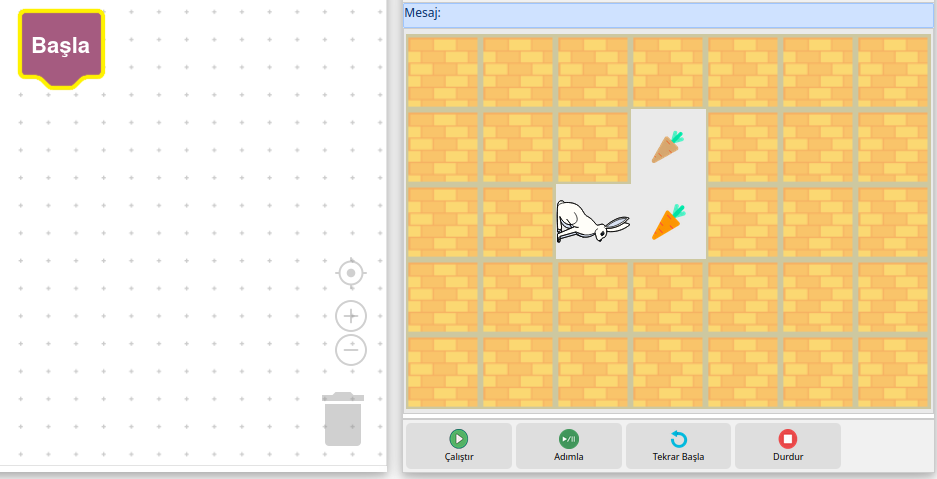 Başla
Mesaj:
Çalıştır
Adımla
Tekrar Başla
Durdur